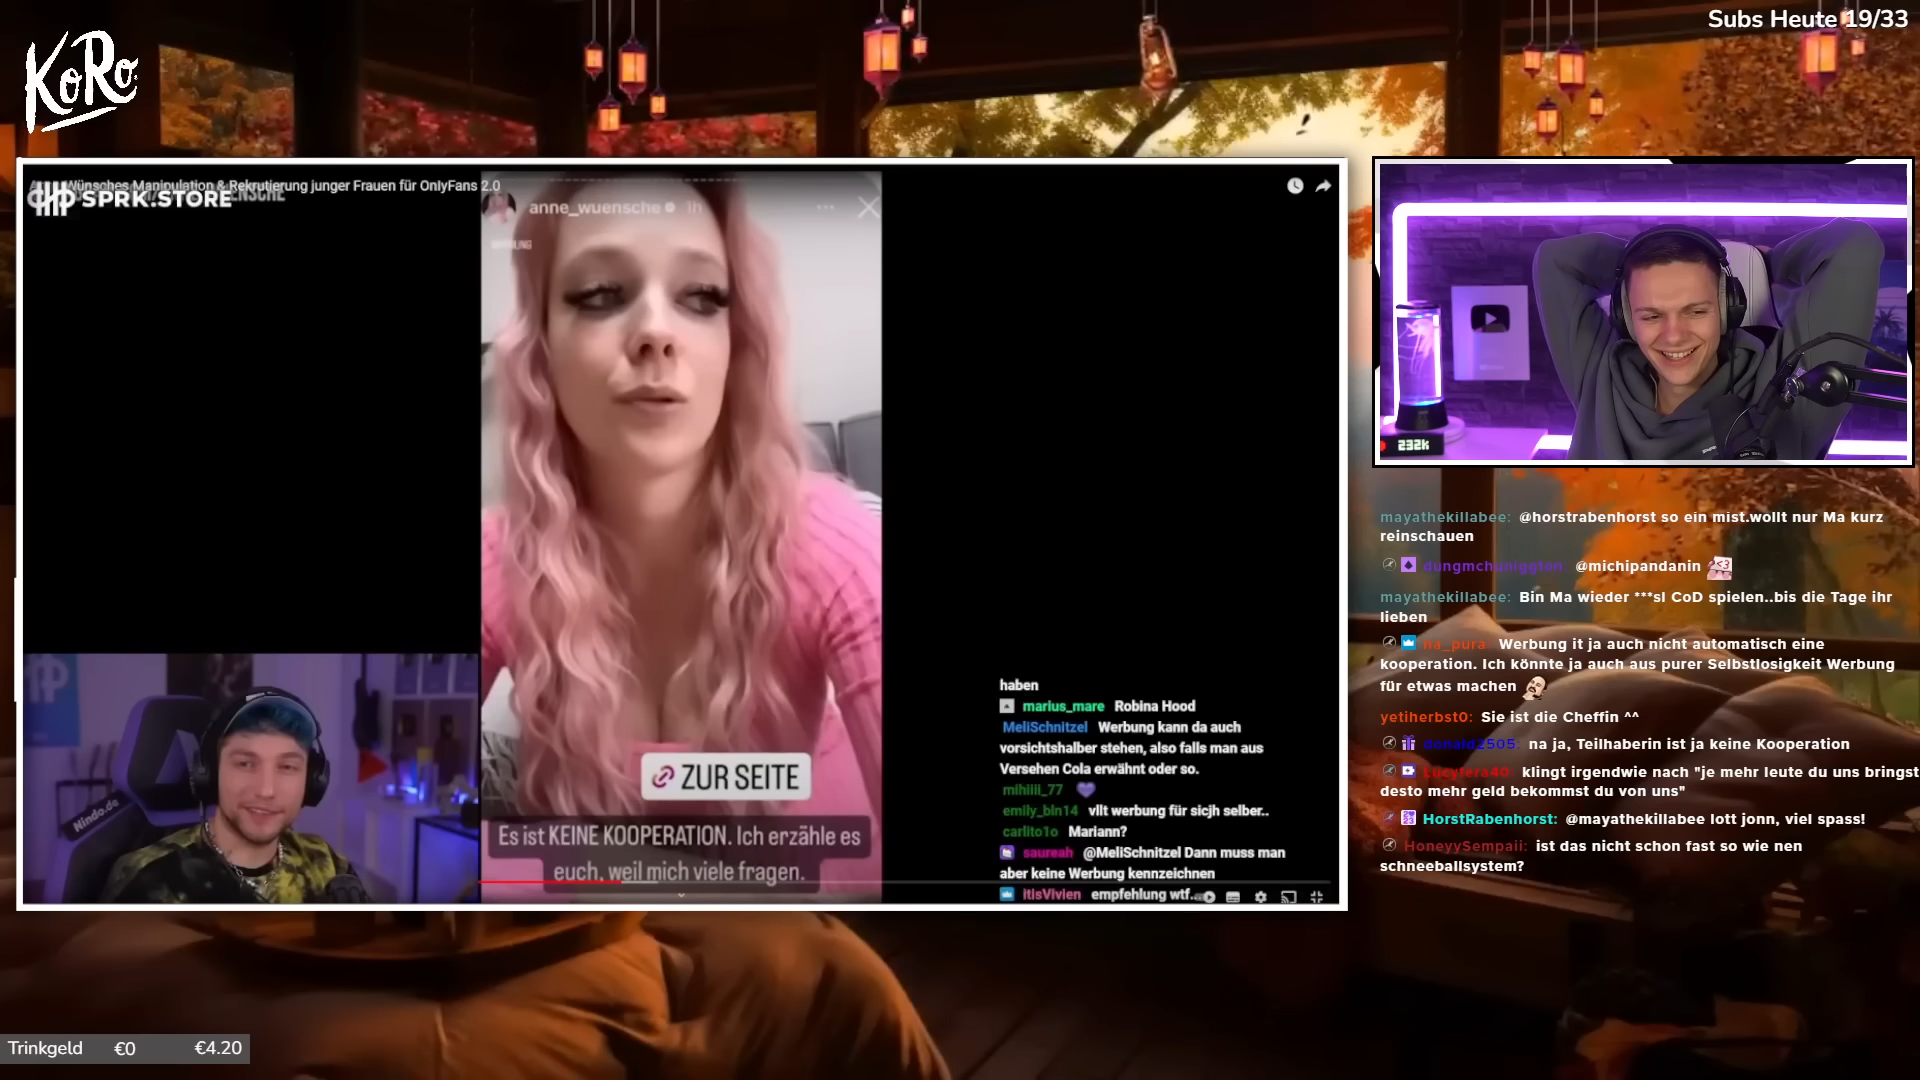 Subs Heute 19/33
KoRo
Wünsches Manipulation & Rekrutierung junger Frauen für OnlyFans 2.0
SPRK.STORE
anne_wuensche 1h
ZUR SEITE
Es ist KEINE KOOPERATION. Ich erzähle es
euch, weil mich viele fragen.
Nindo.de
haben
marius_mare Robina Hood
MeliSchnitzel Werbung kann da auch
vorsichtshalber stehen, also falls man aus
Versehen Cola erwähnt oder so.
mihiiii_77
emily_bln14 vllt werbung für sicjh selber..
carlito1o Mariann?
saureah @MeliSchnitzel Dann muss man
aber keine Werbung kennzeichnen
itisVivien empfehlung wtf...
232k
mayathekillabee: @horstrabenhorst so ein mist.wollt nur Ma kurz
reinschauen
@michipandanin <3
mayathekillabee: Bin Ma wieder ***sl CoD spielen..bis die Tage ihr
lieben
na_pura Werbung it ja auch nicht automatisch eine
kooperation. Ich könnte ja auch aus purer Selbstlosigkeit Werbung
für etwas machen
yetiherbst0: Sie ist die Cheffin ^^
donald2505 na ja, Teilhaberin ist ja keine Kooperation
Lucyfera40: klingt irgendwie nach "je mehr leute du uns bringst
desto mehr geld bekommst du von uns"
HorstRabenhorst: @mayathekillabee lott jonn, viel spass!
HoneyySempaii: ist das nicht schon fast so wie nen
schneeballsystem?
Trinkgeld €0 €4.20